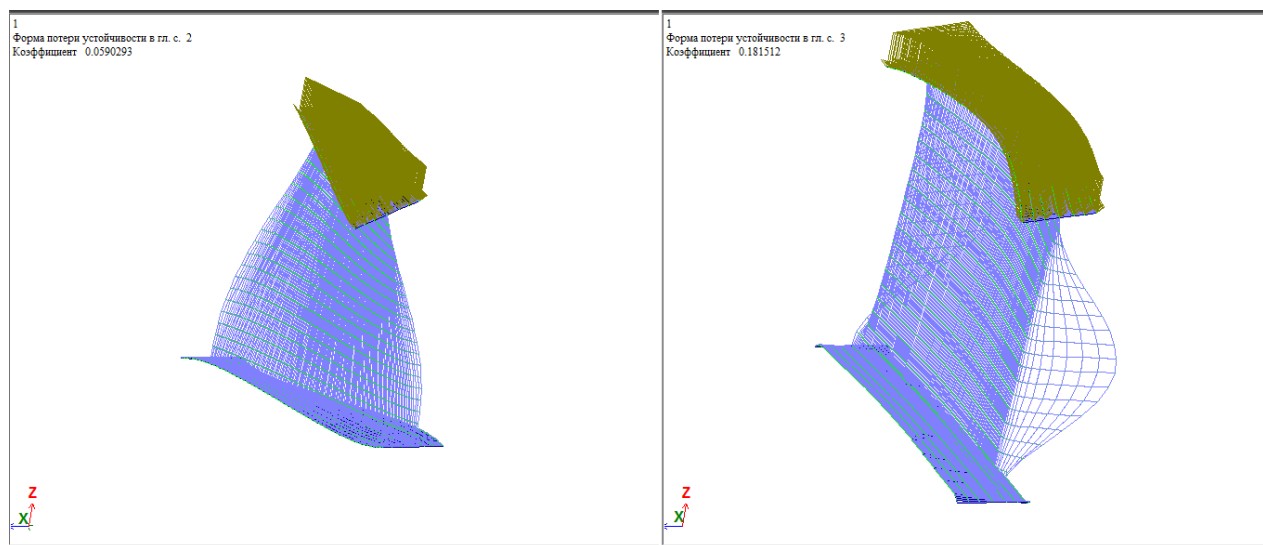 1
Форма потери устойчивости в гл. с. 2
Коэффициент 0.0590293
Z
X
1
Форма потери устойчивости в гл. с. 3
Коэффициент 0.181512
Z
X